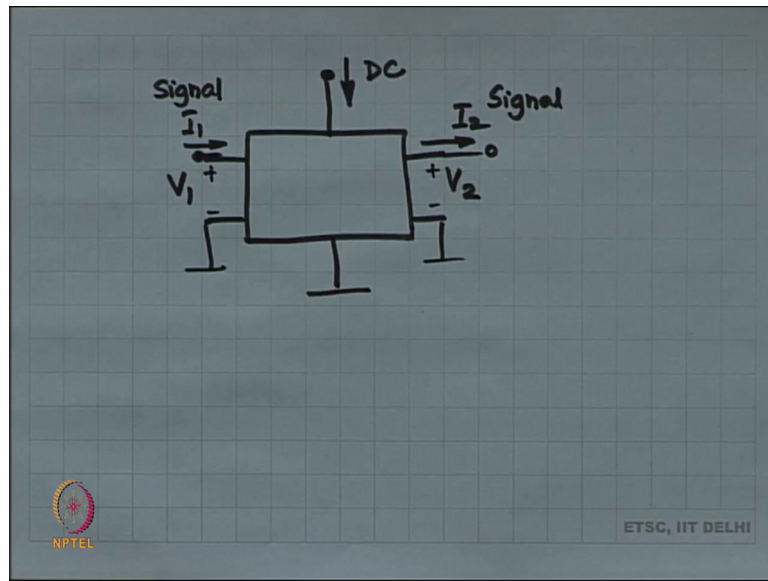 DC
Signal
I1
Signal
I2
+
V1
-
+
V2
-
NPTEL
ETSC, IIT DELHI